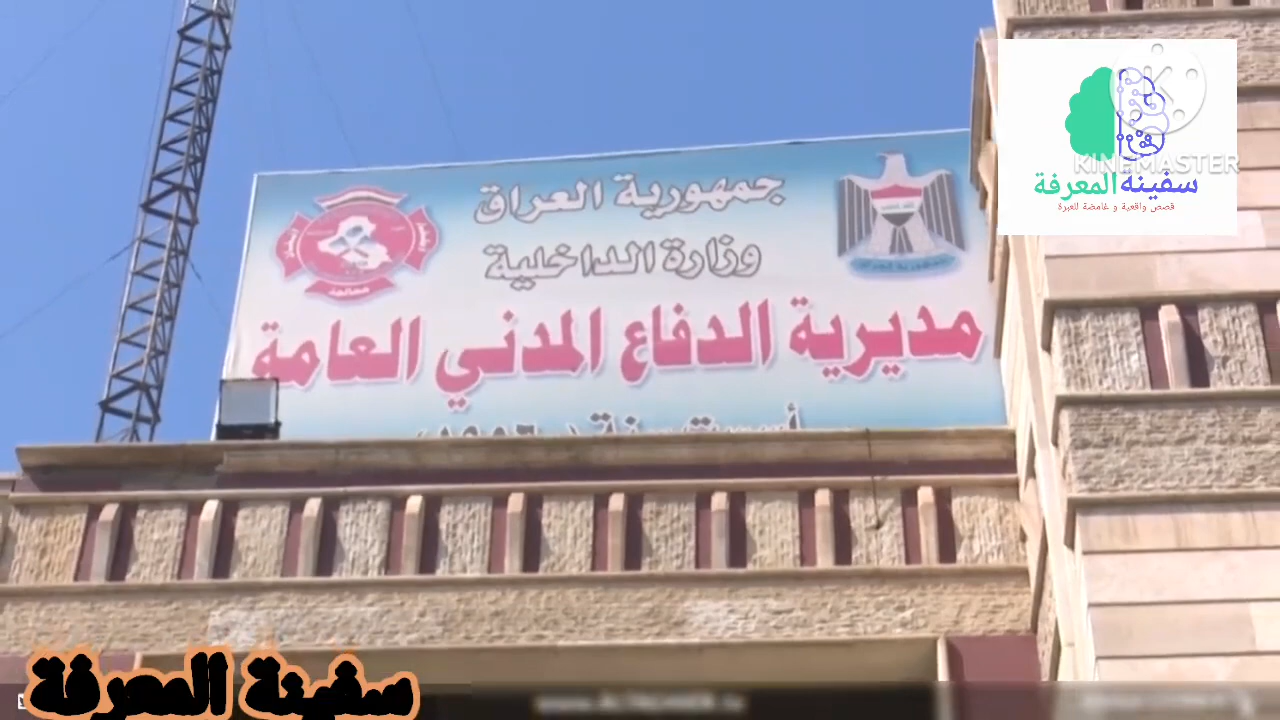 جمهورية العراق
وزارة الداخلية
مديرية الدفاع المدني العامة
KINEMASTER
سفينة المعرفة
قصص واقعية و غامضة للعبرة
سفينة المعرفة